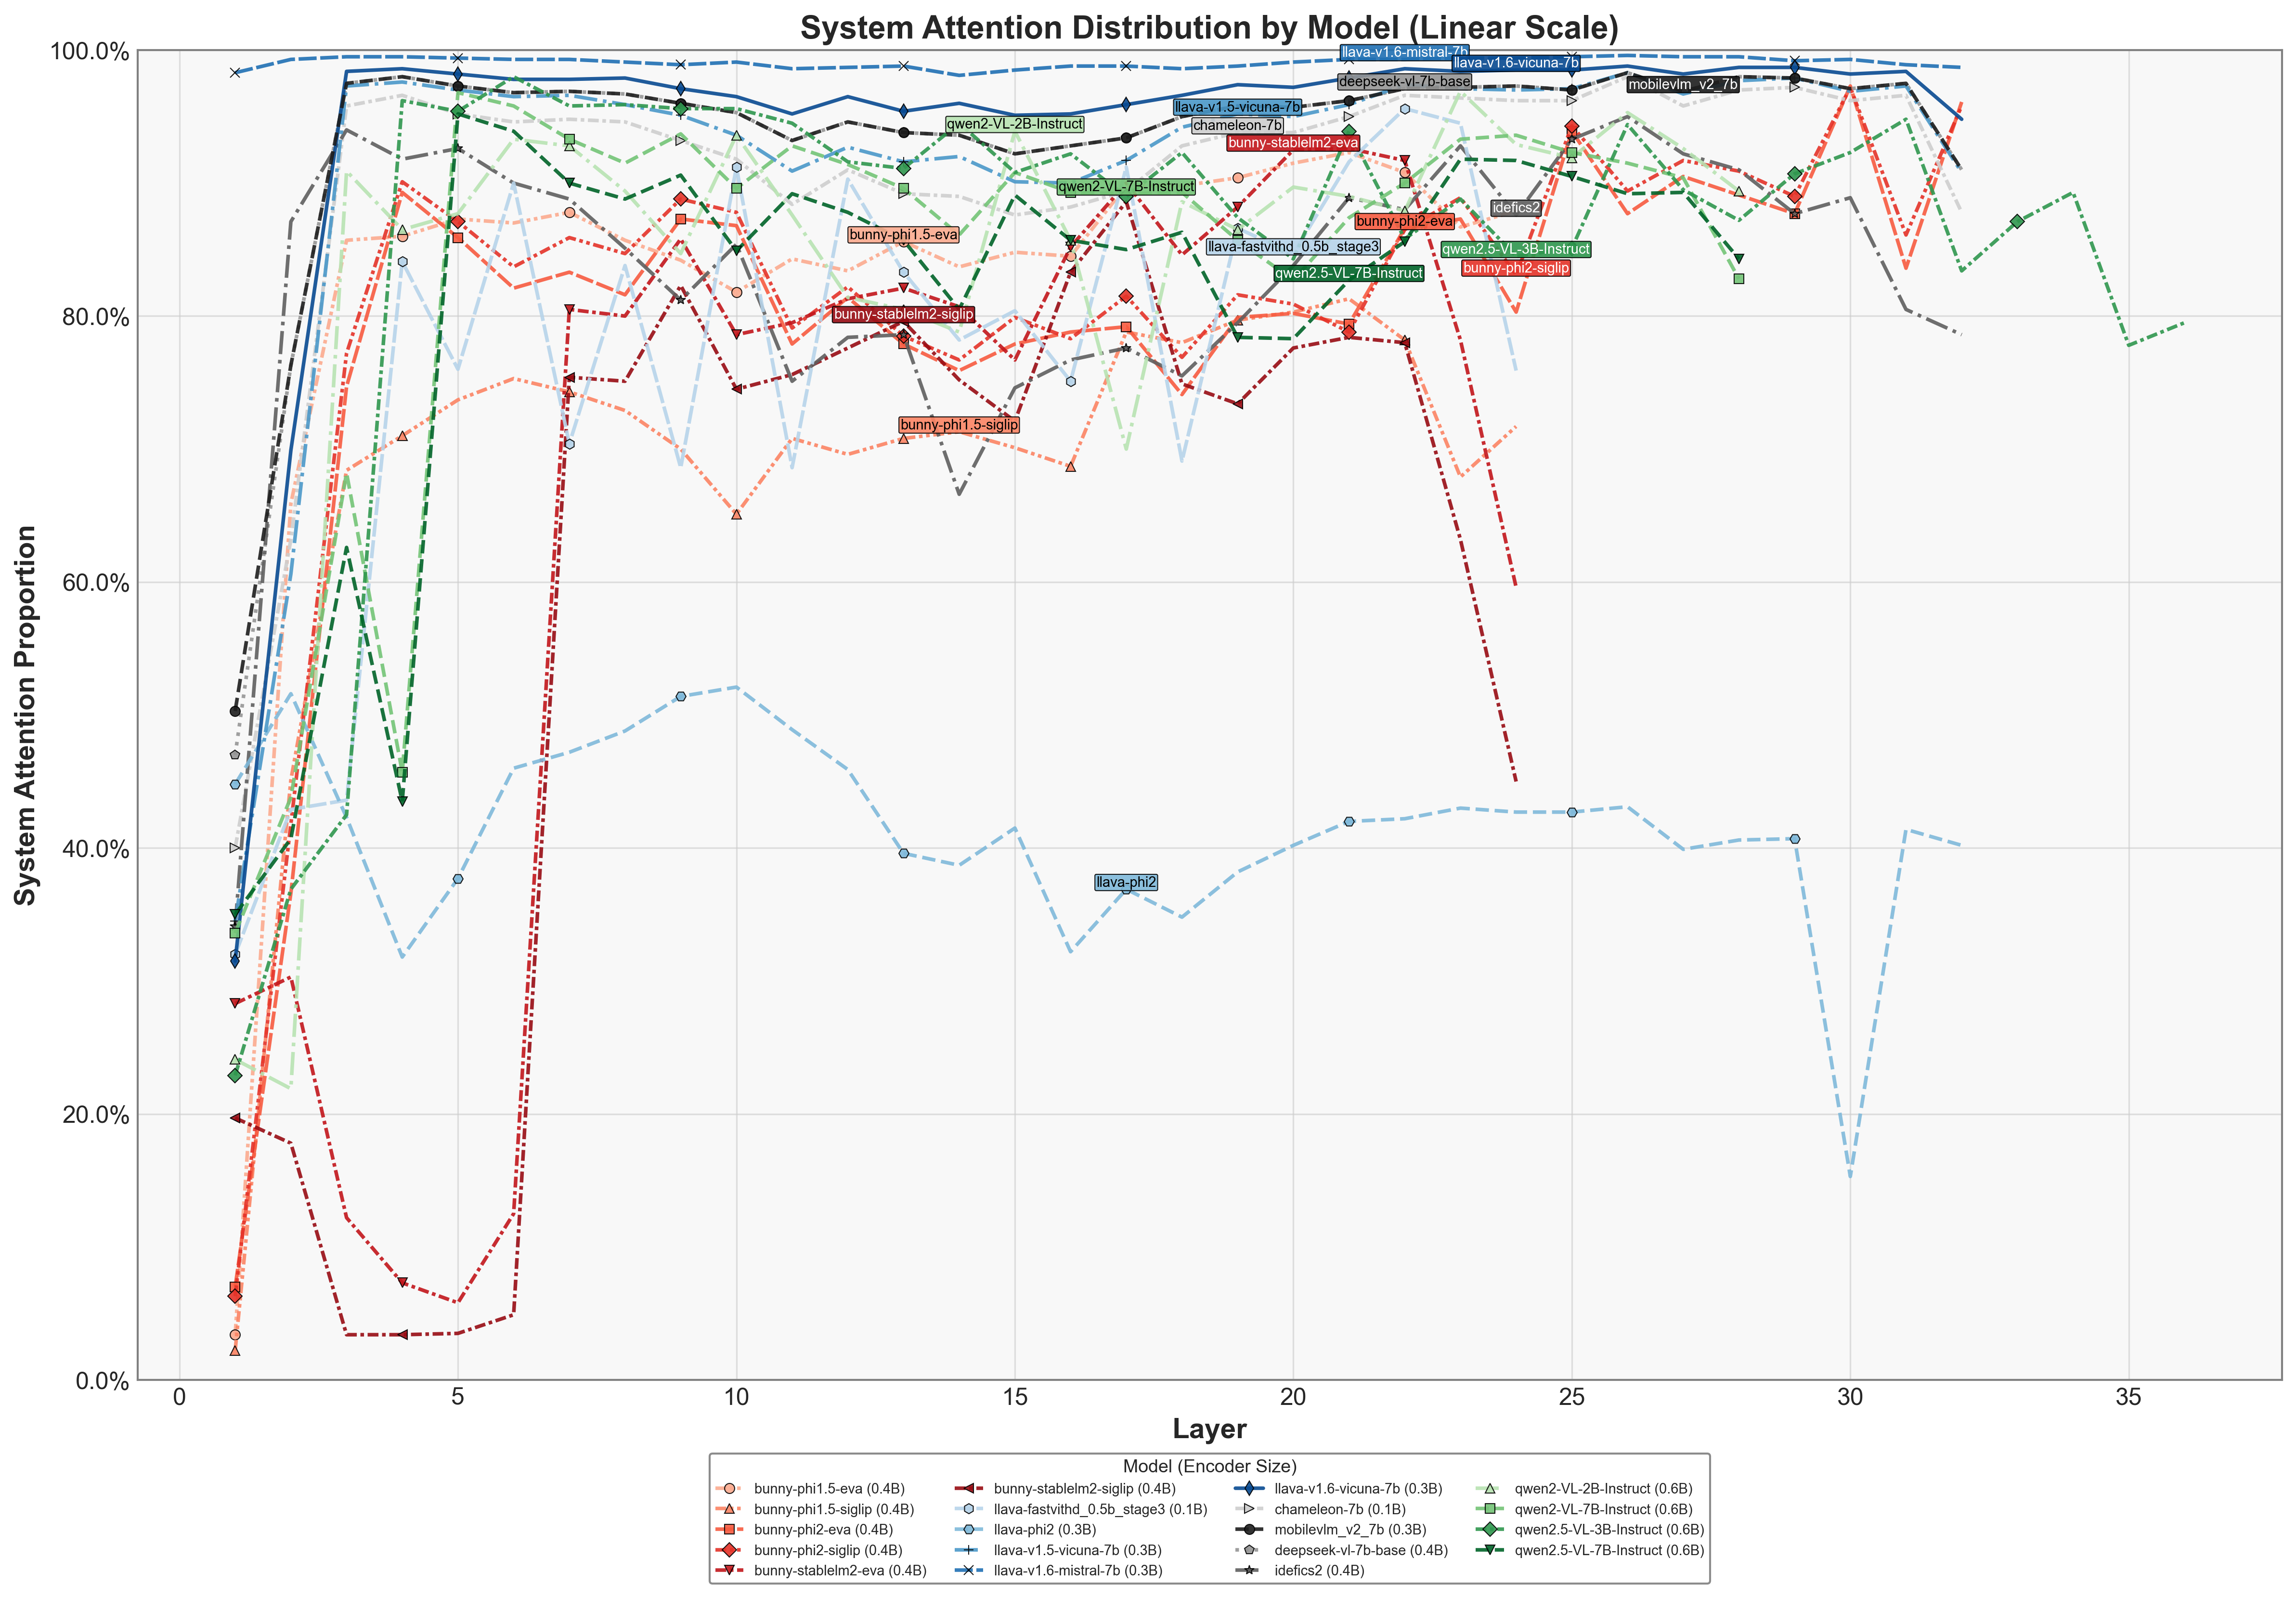 System Attention Distribution by Model (Linear Scale)
100.0%
80.0%
60.0%
40.0%
20.0%
0.0%
System Attention Proportion
llava-v1.6-mistral-7b
llava-v1.6-vicuna-7b
deepseek-vl-7b-base
mobilevlm_v2_7b
llava-v1.5-vicuna-7b
qwen2-VL-2B-Instruct
chameleon-7b
bunny-stablelm2-eva
qwen2-VL-7B-Instruct
idefics2
bunny-phi2-eva
bunny-phi1.5-eva
llava-fastvithd_0.5b_stage3
qwen2.5-VL-3B-Instruct
bunny-phi2-siglip
qwen2.5-VL-7B-Instruct
bunny-stablelm2-siglip
bunny-phi1.5-siglip
llava-phi2
0 5 10 15 20 25 30 35
Layer
Model (Encoder Size)
bunny-phi1.5-eva (0.4B)
bunny-phi1.5-siglip (0.4B)
bunny-phi2-eva (0.4B)
bunny-phi2-siglip (0.4B)
bunny-stablelm2-eva (0.4B)
bunny-stablelm2-siglip (0.4B)
llava-fastvithd_0.5b_stage3 (0.1B)
llava-phi2 (0.3B)
llava-v1.5-vicuna-7b (0.3B)
llava-v1.6-mistral-7b (0.3B)
llava-v1.6-vicuna-7b (0.3B)
chameleon-7b (0.1B)
mobilevlm_v2_7b (0.3B)
deepseek-vl-7b-base (0.4B)
idefics2 (0.4B)
qwen2-VL-2B-Instruct (0.6B)
qwen2-VL-7B-Instruct (0.6B)
qwen2.5-VL-3B-Instruct (0.6B)
qwen2.5-VL-7B-Instruct (0.6B)